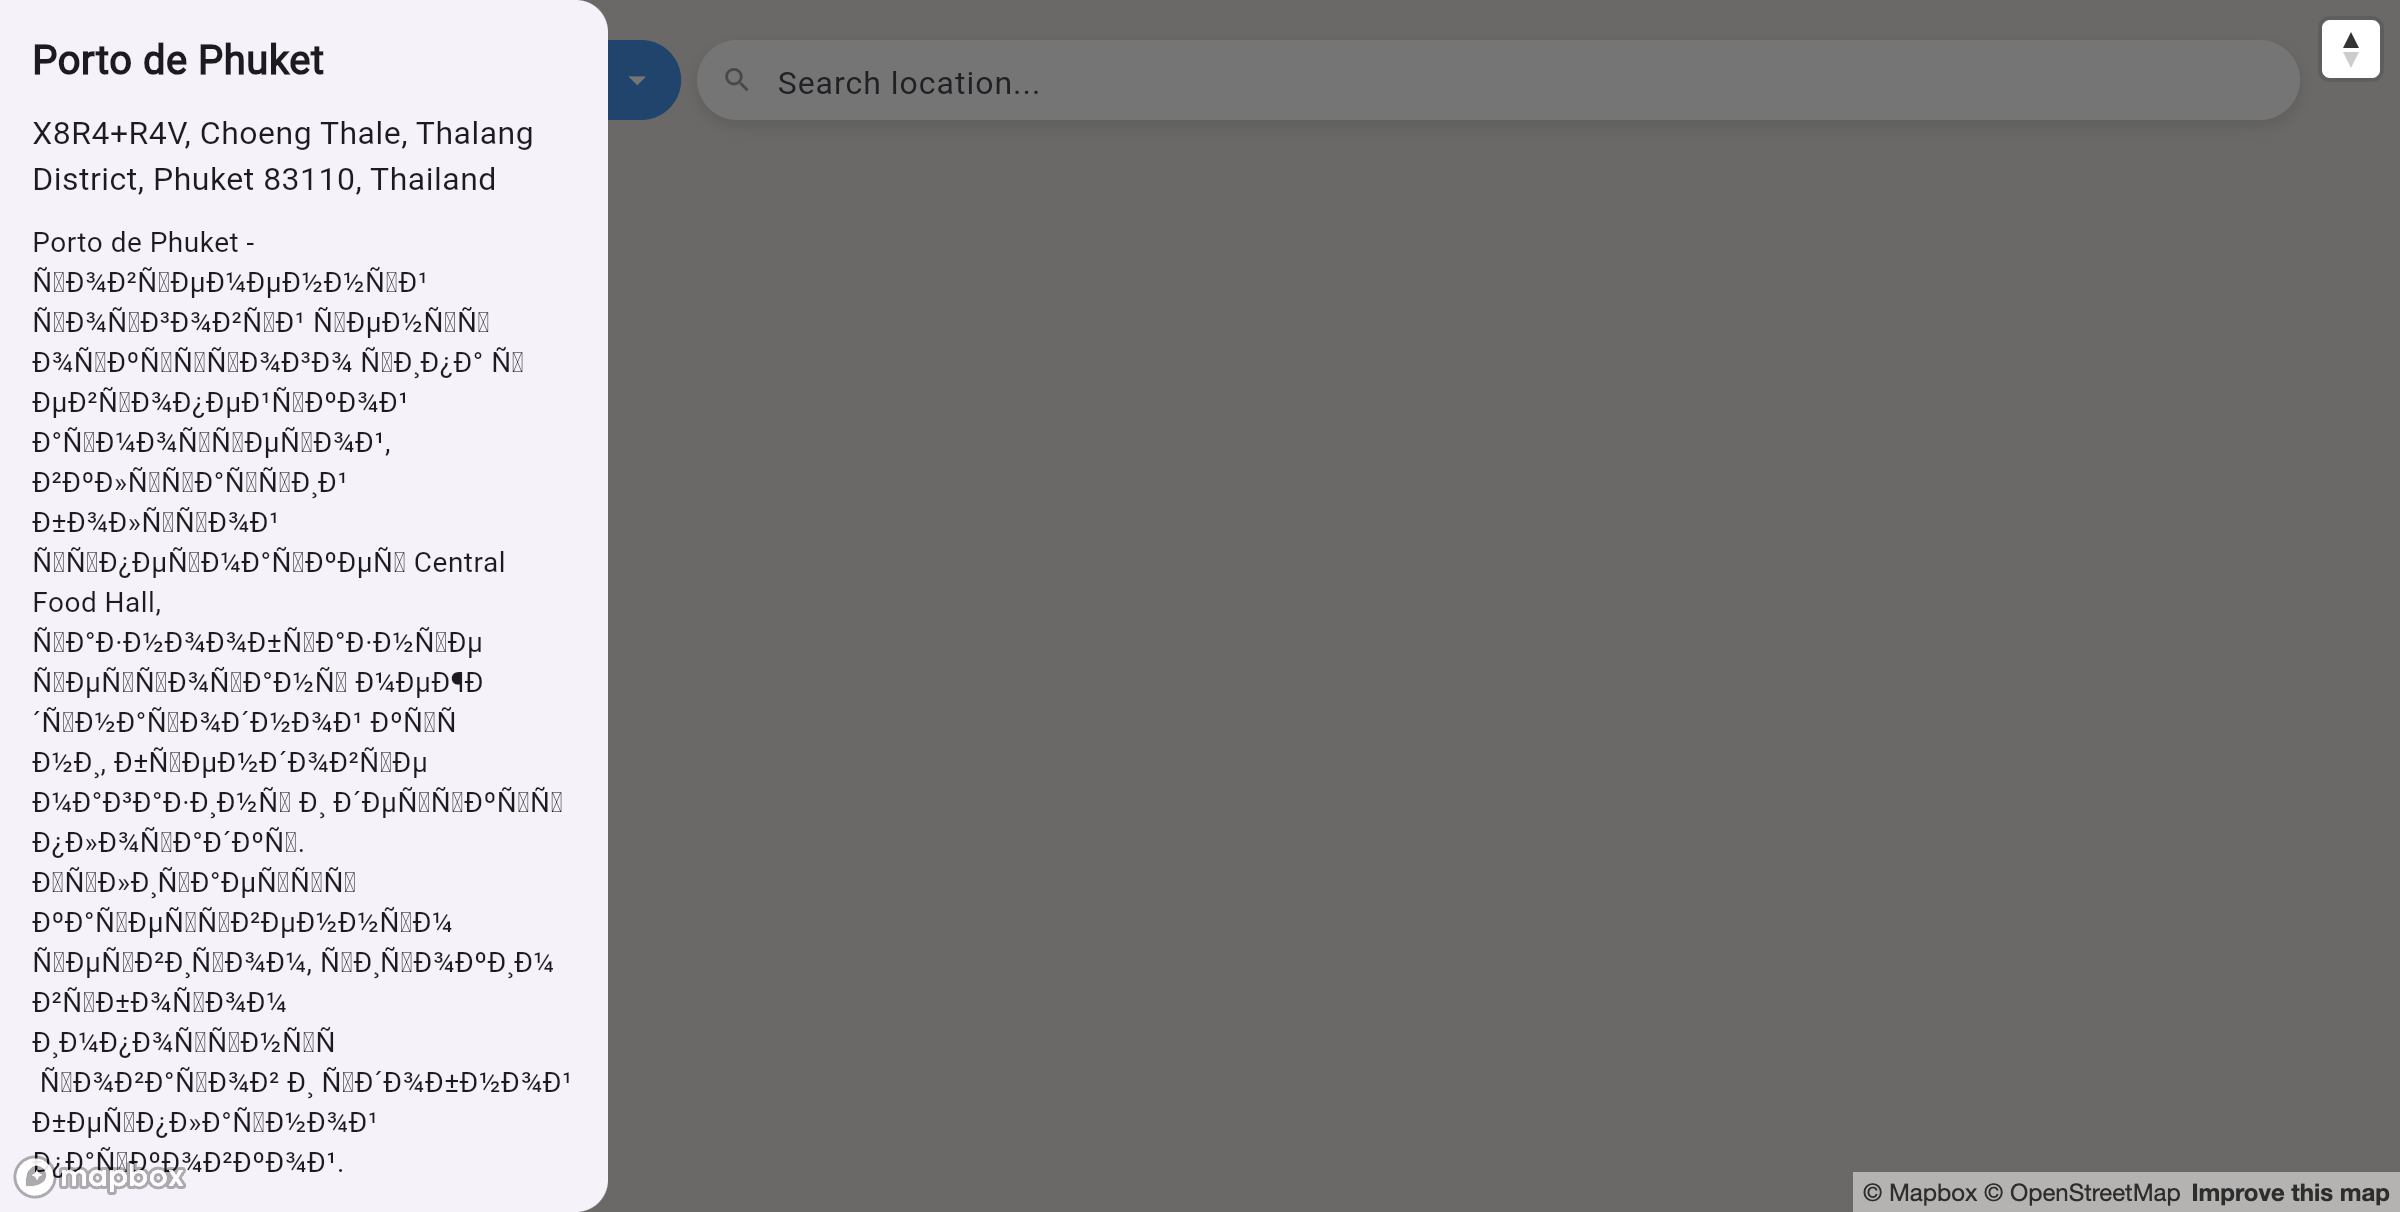 Porto de Phuket
Search location...
X8R4+R4V, Choeng Thale, Thalang
District, Phuket 83110, Thailand
Porto de Phuket -
Ñ▯Ð¾Ð²Ñ▯ÐµÐ¼ÐµÐ½Ð½Ñ▯Ð¹
Ñ▯Ð¾Ñ▯Ð³Ð¾Ð²Ñ▯Ð¹ Ñ▯ÐµÐ½Ñ▯Ñ▯
Ð¾Ñ▯ÐºÑ▯Ñ▯Ñ▯Ð¾Ð³Ð¾ Ñ▯Ð¸Ð¿Ð° Ñ▯
ÐµÐ²Ñ▯Ð¾Ð¿ÐµÐ¹Ñ▯ÐºÐ¾Ð¹
Ð°Ñ▯Ð¼Ð¾Ñ▯Ñ▯ÐµÑ▯Ð¾Ð¹,
Ð²ÐºÐ»Ñ▯Ñ▯Ð°Ñ▯Ñ▯Ð¸Ð¹
Ð±Ð¾Ð»Ñ▯Ñ▯Ð¾Ð¹
Ñ▯Ñ▯Ð¿ÐµÑ▯Ð¼Ð°Ñ▯ÐºÐµÑ▯ Central
Food Hall,
Ñ▯Ð°Ð·Ð½Ð¾Ð¾Ð±Ñ▯Ð°Ð·Ð½Ñ▯Ðµ
Ñ▯ÐµÑ▯Ñ▯Ð¾Ñ▯Ð°Ð½Ñ▯ Ð¼ÐµÐ¶Ð
´Ñ▯Ð½Ð°Ñ▯Ð¾Ð´Ð½Ð¾Ð¹ ÐºÑ▯Ñ
Ð½Ð¸, Ð±Ñ▯ÐµÐ½Ð´Ð¾Ð²Ñ▯Ðµ
Ð¼Ð°Ð³Ð°Ð·Ð¸Ð½Ñ▯ Ð¸ Ð´ÐµÑ▯Ñ▯ÐºÑ▯Ñ▯
Ð¿Ð»Ð¾Ñ▯Ð°Ð´ÐºÑ▯.
Ð▯Ñ▯Ð»Ð¸Ñ▯Ð°ÐµÑ▯Ñ▯Ñ▯
ÐºÐ°Ñ▯ÐµÑ▯Ñ▯Ð²ÐµÐ½Ð½Ñ▯Ð¼
Ñ▯ÐµÑ▯Ð²Ð¸Ñ▯Ð¾Ð¼, Ñ▯Ð¸Ñ▯Ð¾ÐºÐ¸Ð¼
Ð²Ñ▯Ð±Ð¾Ñ▯Ð¾Ð¼
Ð¸Ð¼Ð¿Ð¾Ñ▯Ñ▯Ð½Ñ▯Ñ
Ñ▯Ð¾Ð²Ð°Ñ▯Ð¾Ð² Ð¸ Ñ▯Ð´Ð¾Ð±Ð½Ð¾Ð¹
Ð±ÐµÑ▯Ð¿Ð»Ð°Ñ▯Ð½Ð¾Ð¹
Ð¿Ð°Ñ▯ÐºÐ¾Ð²ÐºÐ¾Ð¹.
mapbox
© Mapbox © OpenStreetMap Improve this map